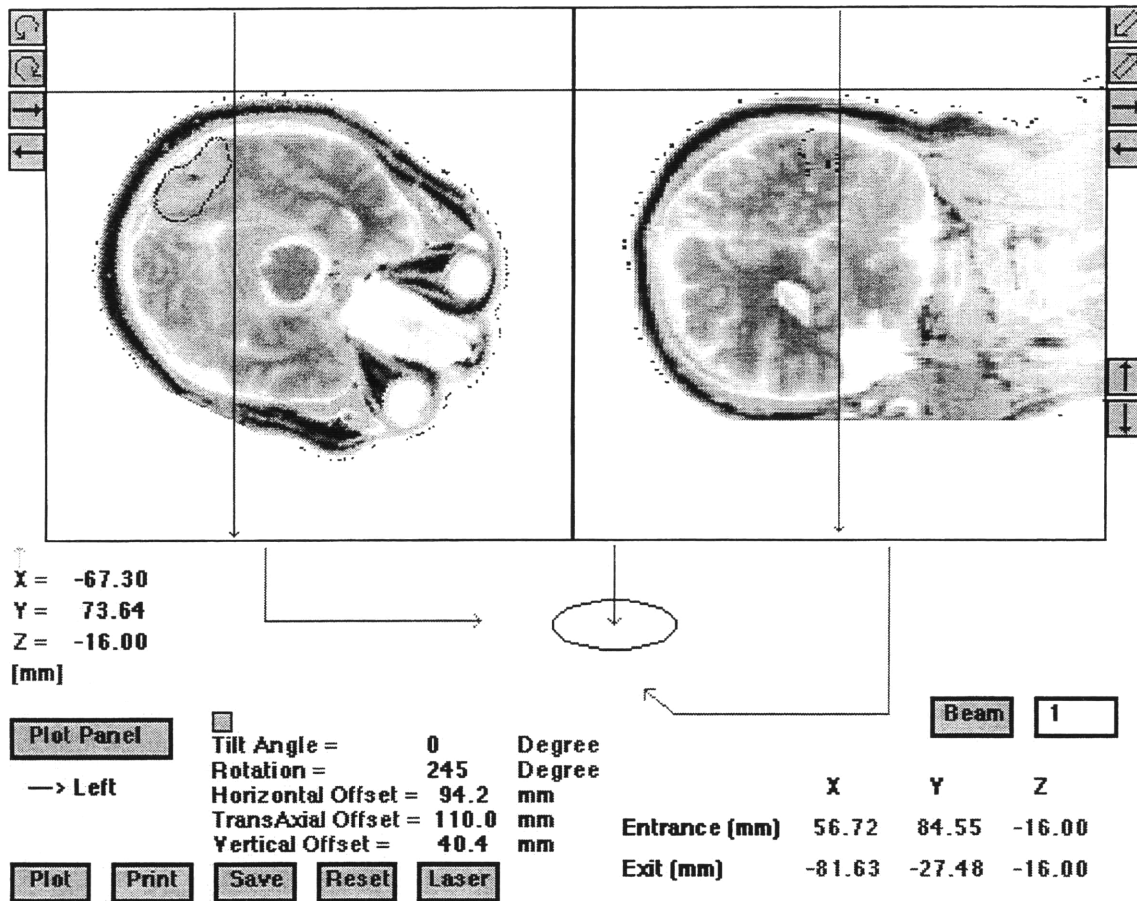 X = -67.30
Y = 73.64
Z = -16.00
[mm]
Plot Panel
—> Left
Tilt Angle = 0 Degree
Rotation = 245 Degree
Horizontal Offset = 94.2 mm
TransAxial Offset = 110.0 mm
Vertical Offset = 40.4 mm
Beam 1
X Y Z
Entrance (mm) 56.72 84.55 -16.00
Exit (mm) -81.63 -27.48 -16.00
Plot Print Save Reset Laser